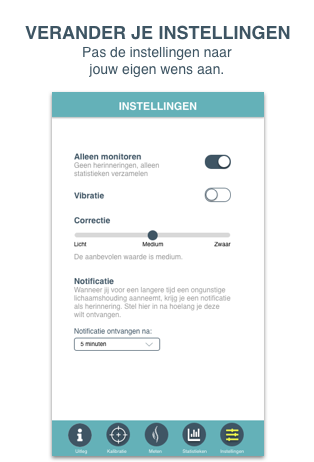 VERANDER JE INSTELLINGEN
Pas de instellingen naar
jouw eigen wens aan.
INSTELLINGEN
Alleen monitoren
Geen herinneringen, alleen
statistieken verzamelen
Vibratie
Correctie
Licht Medium Zwaar
De aanbevolen waarde is medium.
Notificatie
Wanneer jij voor een langere tijd een ongunstige
lichaamshouding aanneemt, krijg je een notificatie
als herinnering. Stel hier in na hoelang je deze
wilt ontvangen.
Notificatie ontvangen na:
5 minuten
Uitleg Kalibratie Meten Statistieken Instellingen